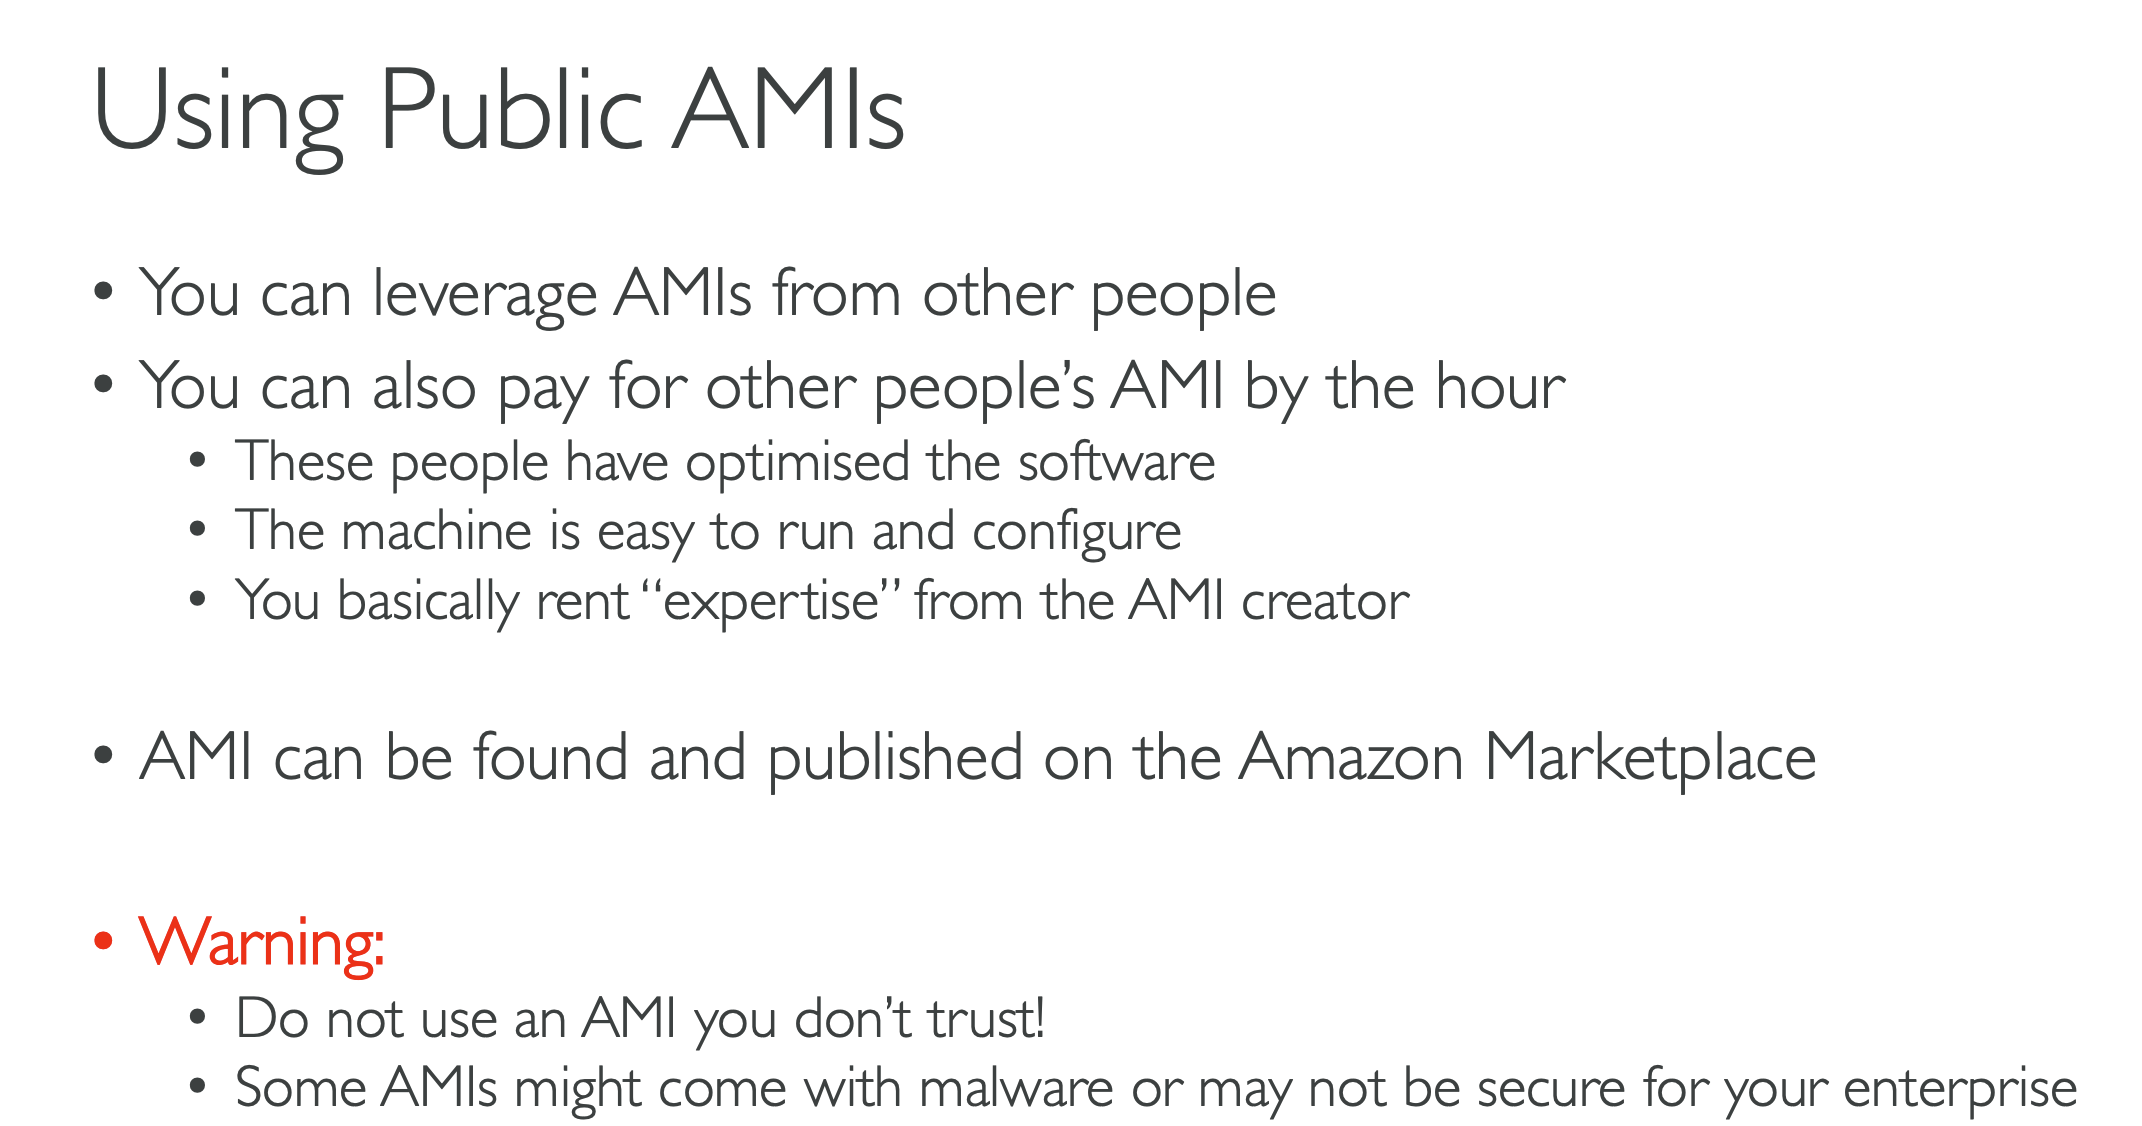 Using Public AMIs
• You can leverage AMIs from other people
• You can also pay for other people’s AMI by the hour
• These people have optimised the software
• The machine is easy to run and configure
• You basically rent “expertise” from the AMI creator
• AMI can be found and published on the Amazon Marketplace
• Warning:
• Do not use an AMI you don’t trust!
• Some AMIs might come with malware or may not be secure for your enterprise